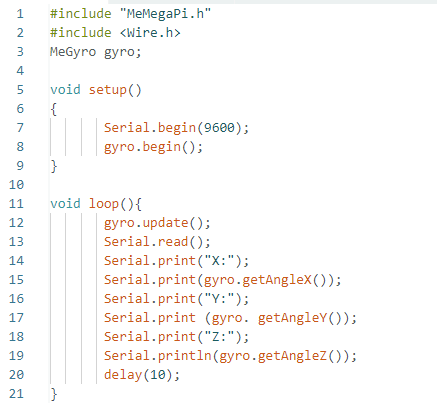 1 #include "MeMegaPi.h"
2 #include <Wire.h>
3 MeGyro gyro;
4
5 void setup()
6 {
7 Serial.begin(9600);
8 gyro.begin();
9 }
10
11 void loop(){
12 gyro.update();
13 Serial.read();
14 Serial.print("X:");
15 Serial.print(gyro.getAngleX());
16 Serial.print("Y:");
17 Serial.print (gyro. getAngleY());
18 Serial.print("Z:");
19 Serial.println(gyro.getAngleZ());
20 delay(10);
21 }